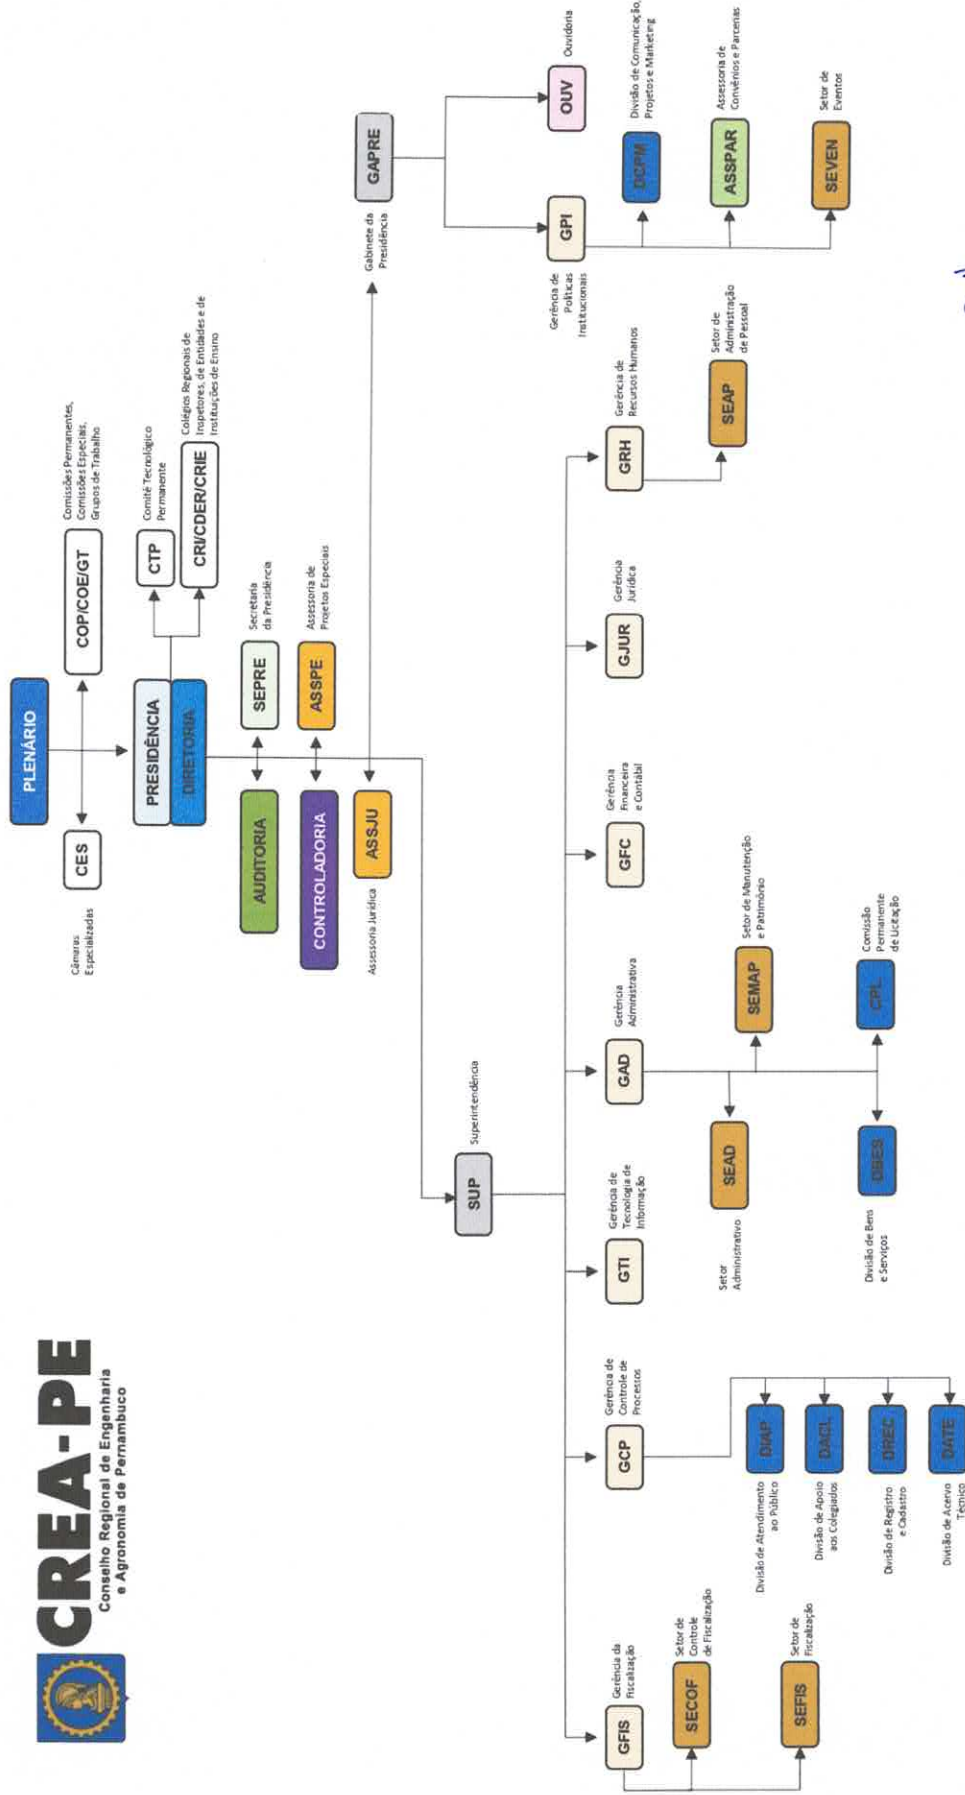 CREA-PE
Conselho Regional de Engenharia
e Agronomia de Pernambuco
PLENÁRIO
Câmaras
Especializadas
CES
COP/COE/GT
Comissões Permanentes,
Comissões Especiais,
Grupos de Trabalho
PRESIDÊNCIA
DIRETORIA
CTP
Comitê Tecnológico
Permanente
CRI/CDER/CRIE
Colégios Regionais de
Inspetores, de Entidades e de
Instituições de Ensino
AUDITORIA
SEPRE
Secretaria
da Presidência
CONTROLADORIA
ASSPE
Assessoria de
Projetos Especiais
Assessoria Jurídica
ASSJU
Gabinete da
Presidência
GAPRE
SUP
Superintendência
Gerência de
Políticas
Institucionais
GPI
OUV
Ouvidoria
DCPM
Divisão de Comunicação,
Projetos e Marketing
ASSPAR
Assessoria de
Convênios e Parcerias
SEVEN
Setor de
Eventos
GFIS
Gerência da
Fiscalização
SECOF
Setor de
Controle
de Fiscalização
SEFIS
Setor de
Fiscalização
GCP
Gerência de
Controle de
Processos
Divisão de Atendimento
ao Público
DIAP
Divisão de Apoio
aos Colegiados
DACL
Divisão de Registro
e Cadastro
DREC
Divisão de Acervo
Técnico
DATE
GTI
Gerência de
Tecnologia de
Informação
GAD
Gerência
Administrativa
Setor
Administrativo
SEAD
SEMAP
Setor de Manutenção
e Patrimônio
Divisão de Bens
e Serviços
DBES
CPL
Comissão
Permanente
de Licitação
GFC
Gerência
Financeira
e Contábil
GJUR
Gerência
Jurídica
GRH
Gerência de
Recursos Humanos
SEAP
Setor de
Administração
de Pessoal